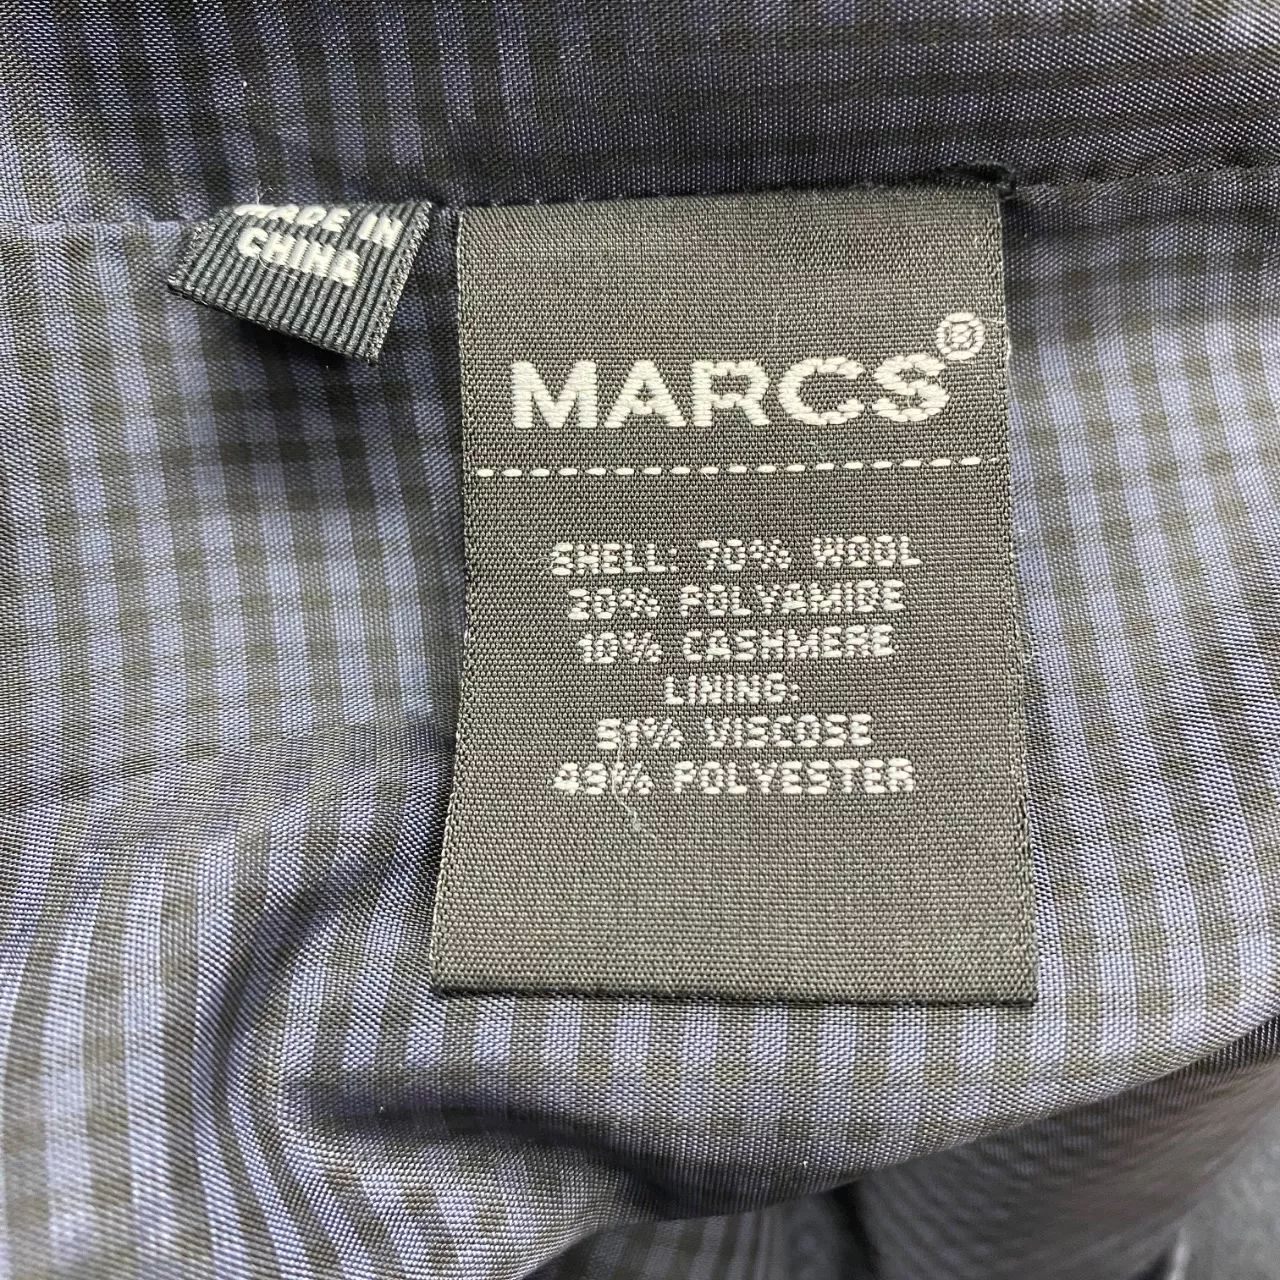 MADE IN
CHINA
MARCS®
SHELL: 70% WOOL
20% POLYAMIDE
10% CASHMERE
LINING:
51% VISCOSE
49% POLYESTER